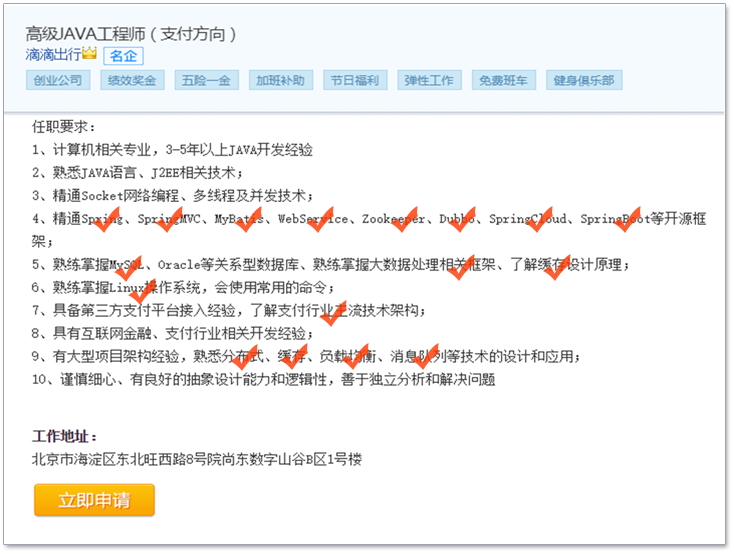 高级JAVA工程师（支付方向）
滴滴出行 名企
创业公司 绩效奖金 五险一金 加班补助 节日福利 弹性工作 免费班车 健身俱乐部
任职要求：
1、计算机相关专业，3-5年以上JAVA开发经验
2、熟悉JAVA语言、J2EE相关技术；
3、精通Socket网络编程、多线程及并发技术；
4、精通Spring、SpringMVC、MyBatis、WebService、Zookeeper、Dubbo、SpringCloud、SpringBoot等开源框
架；
5、熟练掌握MySQL、Oracle等关系型数据库、熟练掌握大数据处理相关框架、了解缓存设计原理；
6、熟练掌握Linux操作系统，会使用常用的命令；
7、具备第三方支付平台接入经验，了解支付行业主流技术架构；
8、具有互联网金融、支付行业相关开发经验；
9、有大型项目架构经验，熟悉分布式、缓存、负载均衡、消息队列等技术的设计和应用；
10、谨慎细心、有良好的抽象设计能力和逻辑性，善于独立分析和解决问题
工作地址：
北京市海淀区东北旺西路8号院尚东数字山谷B区1号楼
立即申请